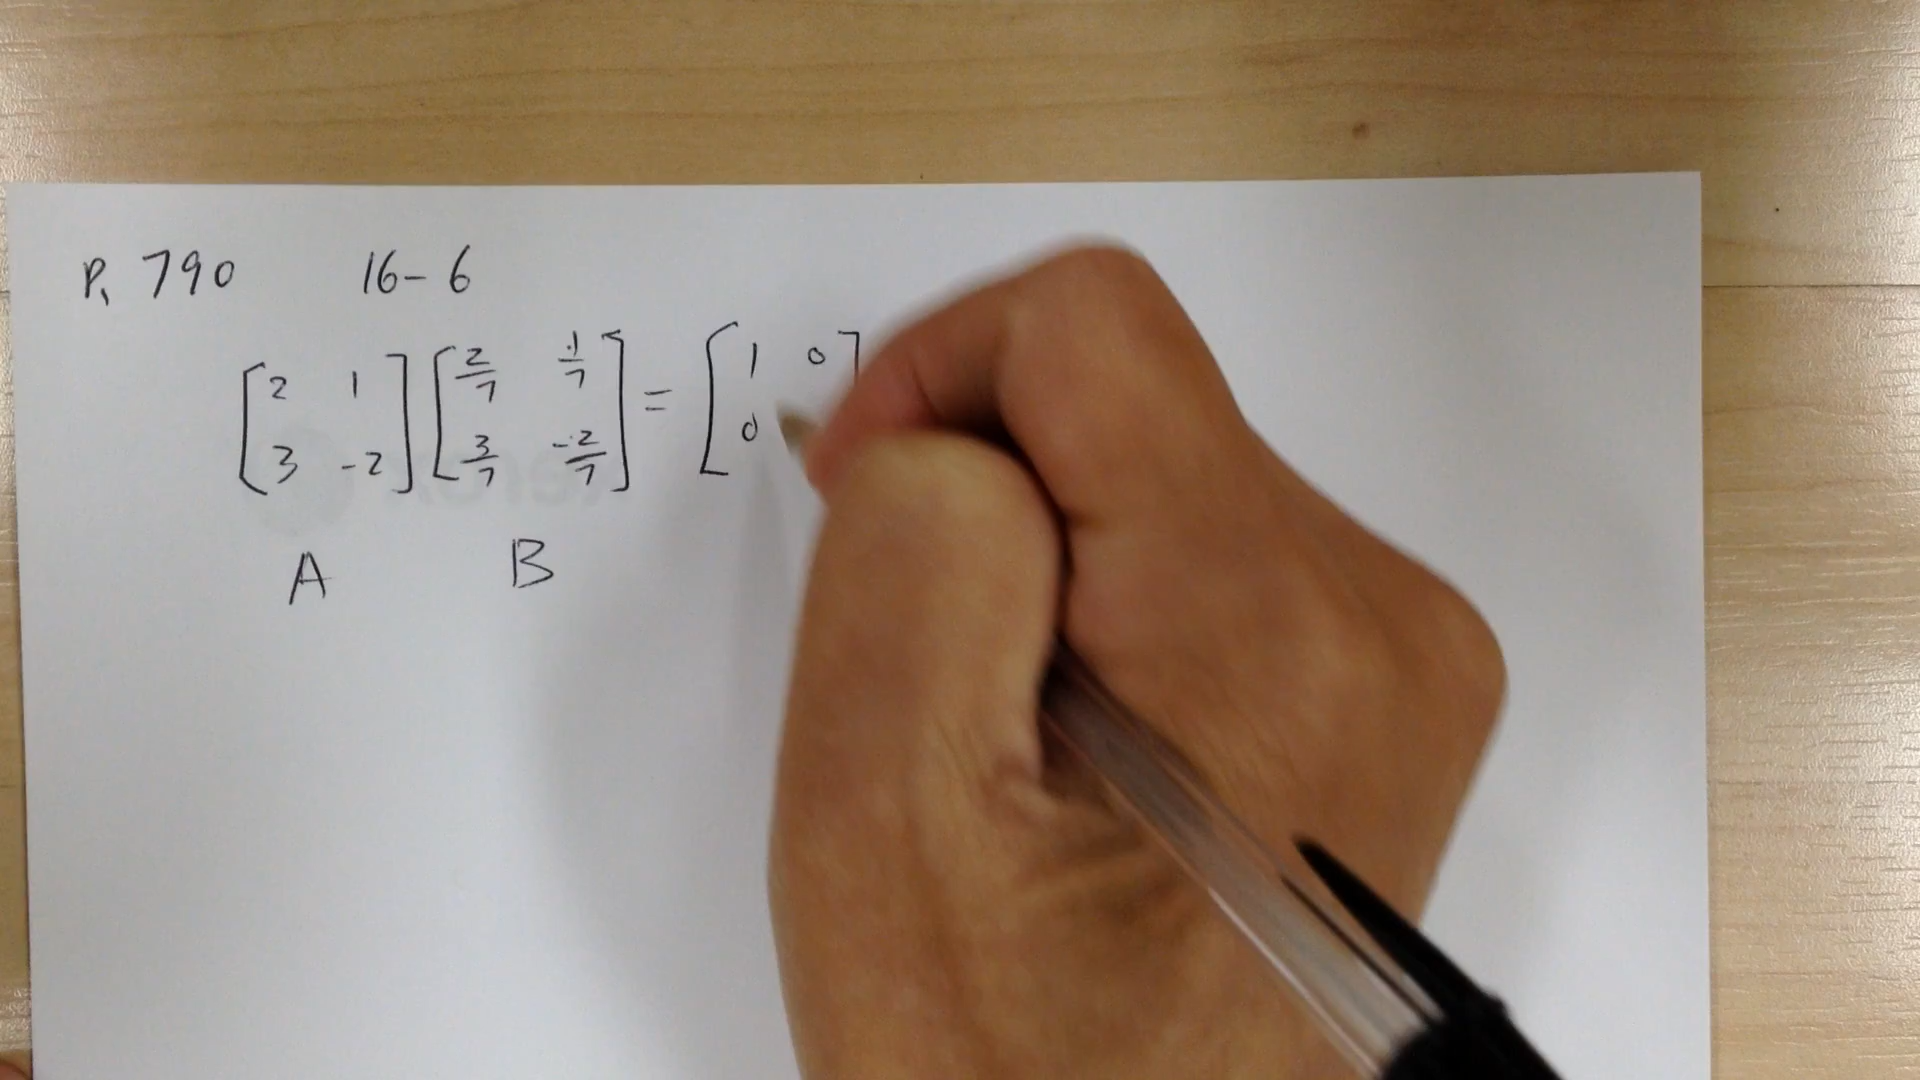 P. 790 16-6
[2 1] [2/7 1/7] = [1 0]
[3 -2] [3/7 -2/7] [0
A B